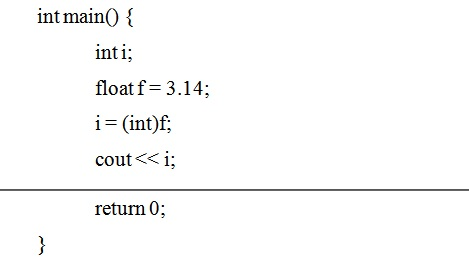 int main() {
int i;
float f = 3.14;
i = (int)f;
cout << i;
return 0;
}